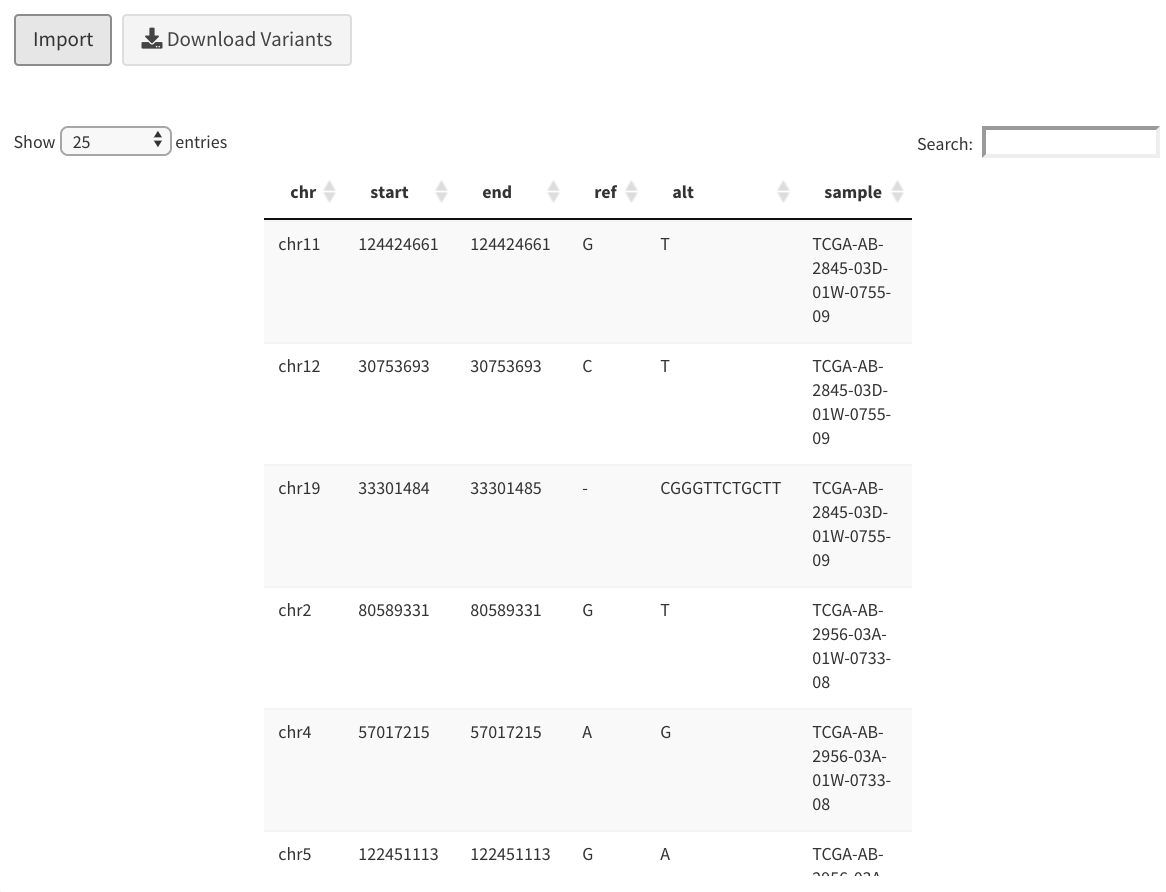 Import Download Variants
Show 25 entries Search:
chr start end ref alt sample
chr11 124424661 124424661 G T TCGA-AB-
2845-03D-
01W-0755-
09
chr12 30753693 30753693 C T TCGA-AB-
2845-03D-
01W-0755-
09
chr19 33301484 33301485 - CGGGTTCTGCTT TCGA-AB-
2845-03D-
01W-0755-
09
chr2 80589331 80589331 G T TCGA-AB-
2956-03A-
01W-0733-
08
chr4 57017215 57017215 A G TCGA-AB-
2956-03A-
01W-0733-
08
chr5 122451113 122451113 G A TCGA-AB-